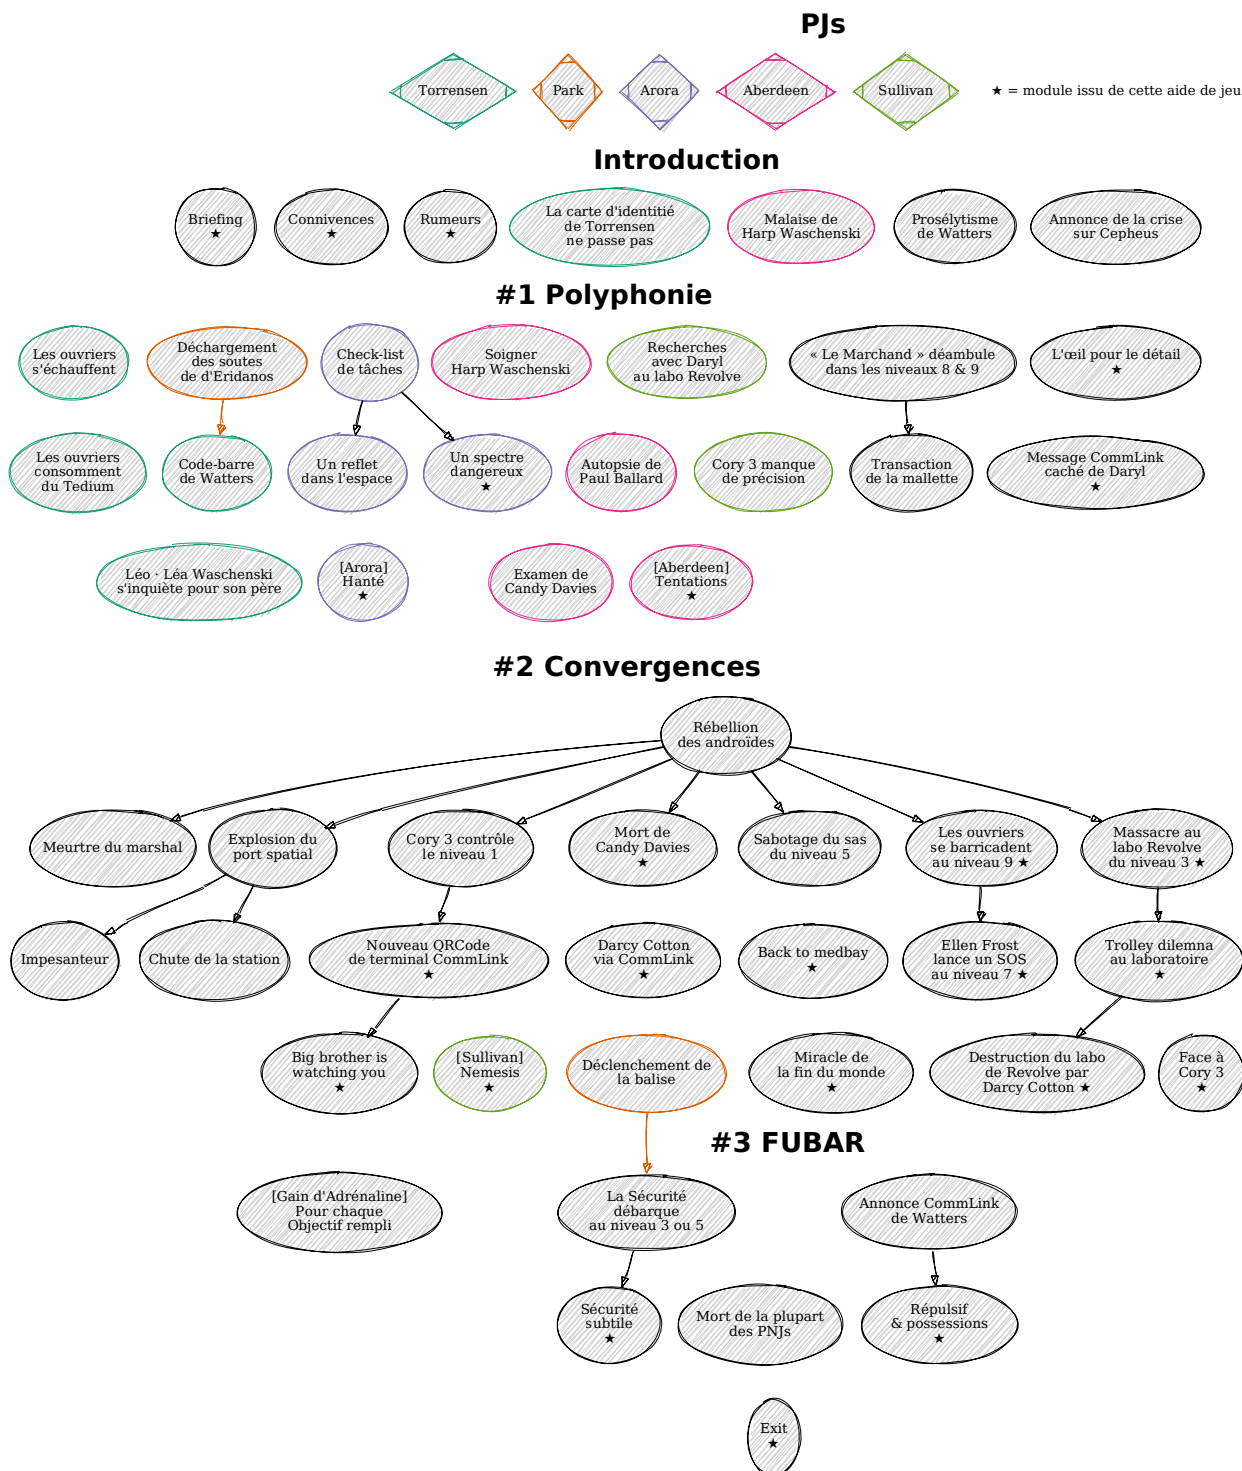 PJs
Torrensen
Park
Arora
Aberdeen
Sullivan
★ = module issu de cette aide de jeu
Introduction
Briefing
★
Connivences
★
Rumeurs
★
La carte d'identitié
de Torrensen
ne passe pas
Malaise de
Harp Waschenski
Prosélytisme
de Watters
Annonce de la crise
sur Cepheus
#1 Polyphonie
Les ouvriers
s'échauffent
Déchargement
des soutes
de d'Eridanos
Check-list
de tâches
Soigner
Harp Waschenski
Recherches
avec Daryl
au labo Revolve
« Le Marchand » déambule
dans les niveaux 8 & 9
L'œil pour le détail
★
Les ouvriers
consomment
du Tedium
Code-barre
de Watters
Un reflet
dans l'espace
Un spectre
dangereux
★
Autopsie de
Paul Ballard
Cory 3 manque
de précision
Transaction
de la mallette
Message CommLink
caché de Daryl
★
Léo · Léa Waschenski
s'inquiète pour son père
[Arora]
Hanté
★
Examen de
Candy Davies
[Aberdeen]
Tentations
★
#2 Convergences
Rébellion
des androïdes
Meurtre du marshal
Explosion du
port spatial
Cory 3 contrôle
le niveau 1
Mort de
Candy Davies
★
Sabotage du sas
du niveau 5
Les ouvriers
se barricadent
au niveau 9 ★
Massacre au
labo Revolve
du niveau 3 ★
Impesanteur
Chute de la station
Nouveau QRCode
de terminal CommLink
★
Darcy Cotton
via CommLink
★
Back to medbay
★
Ellen Frost
lance un SOS
au niveau 7 ★
Trolley dilemna
au laboratoire
★
Big brother is
watching you
★
[Sullivan]
Nemesis
★
Déclenchement de
la balise
Miracle de
la fin du monde
★
Destruction du labo
de Revolve par
Darcy Cotton ★
Face à
Cory 3
★
#3 FUBAR
[Gain d'Adrénaline]
Pour chaque
Objectif rempli
La Sécurité
débarque
au niveau 3 ou 5
Annonce CommLink
de Watters
Sécurité
subtile
★
Mort de la plupart
des PNJs
Répulsif
& possessions
★
Exit
★